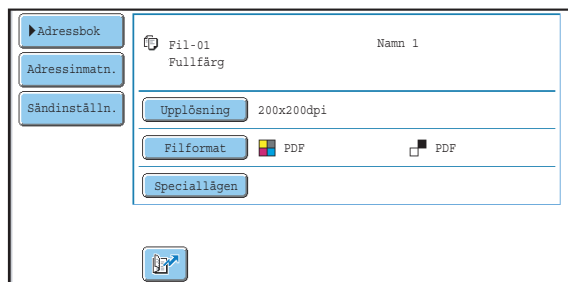 Adressbok
Adressinmatn.
Sändinställn.
Fil-01
Namn 1
Fullfärg
Upplösning
200x200dpi
Filformat
PDF
PDF
Speciallägen